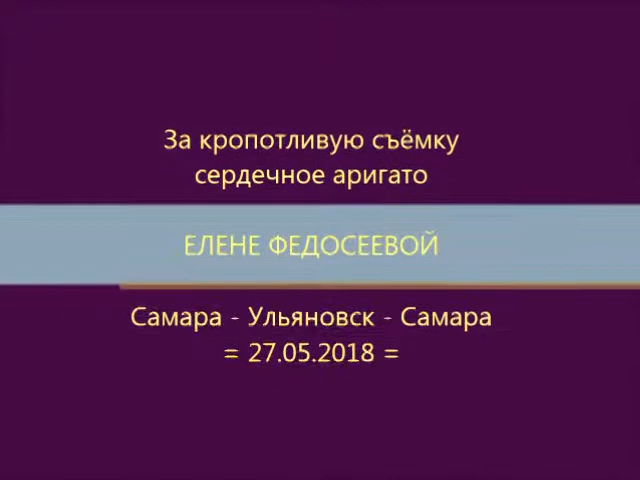 За кропотливую съёмку
сердечное аригато
ЕЛЕНЕ ФЕДОСЕЕВОЙ
Самара - Ульяновск - Самара
= 27.05.2018 =